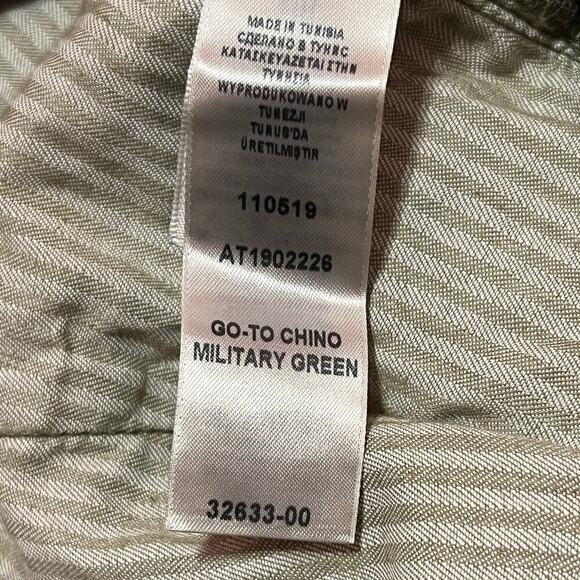 MADE IN TUNISIA
СДЕЛАНО В ТУНИС
ΚΑΤΑΣΚΕΥΑΖΕΤΑΙ ΣΤΗΝ
ΤΥΝΗΣΙΑ
WYPRODUKOWANO W
TUNEZJI
TUNUS'DA
ÜRETILMIŞTIR
110519
AT1902226
GO-TO CHINO
MILITARY GREEN
32633-00